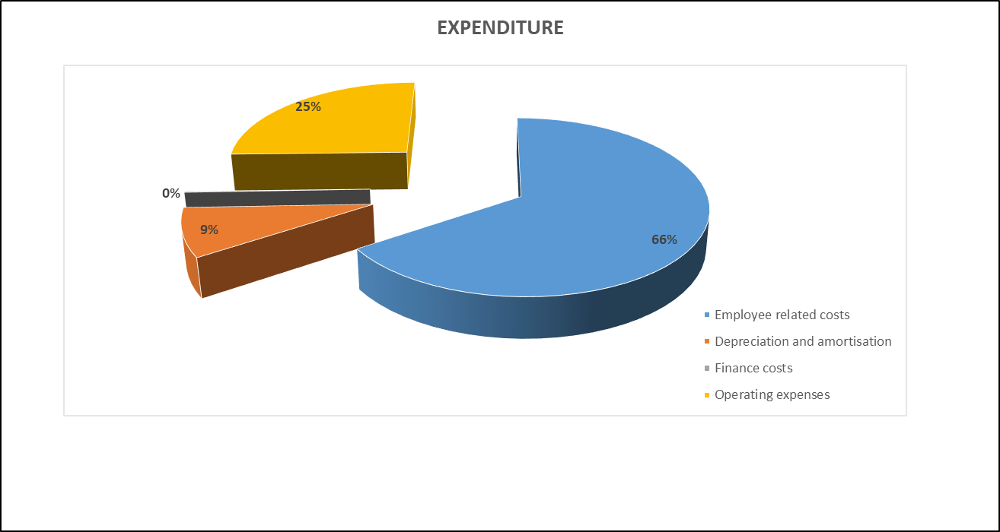 EXPENDITURE
25%
0%
9%
66%
Employee related costs
Depreciation and amortisation
Finance costs
Operating expenses